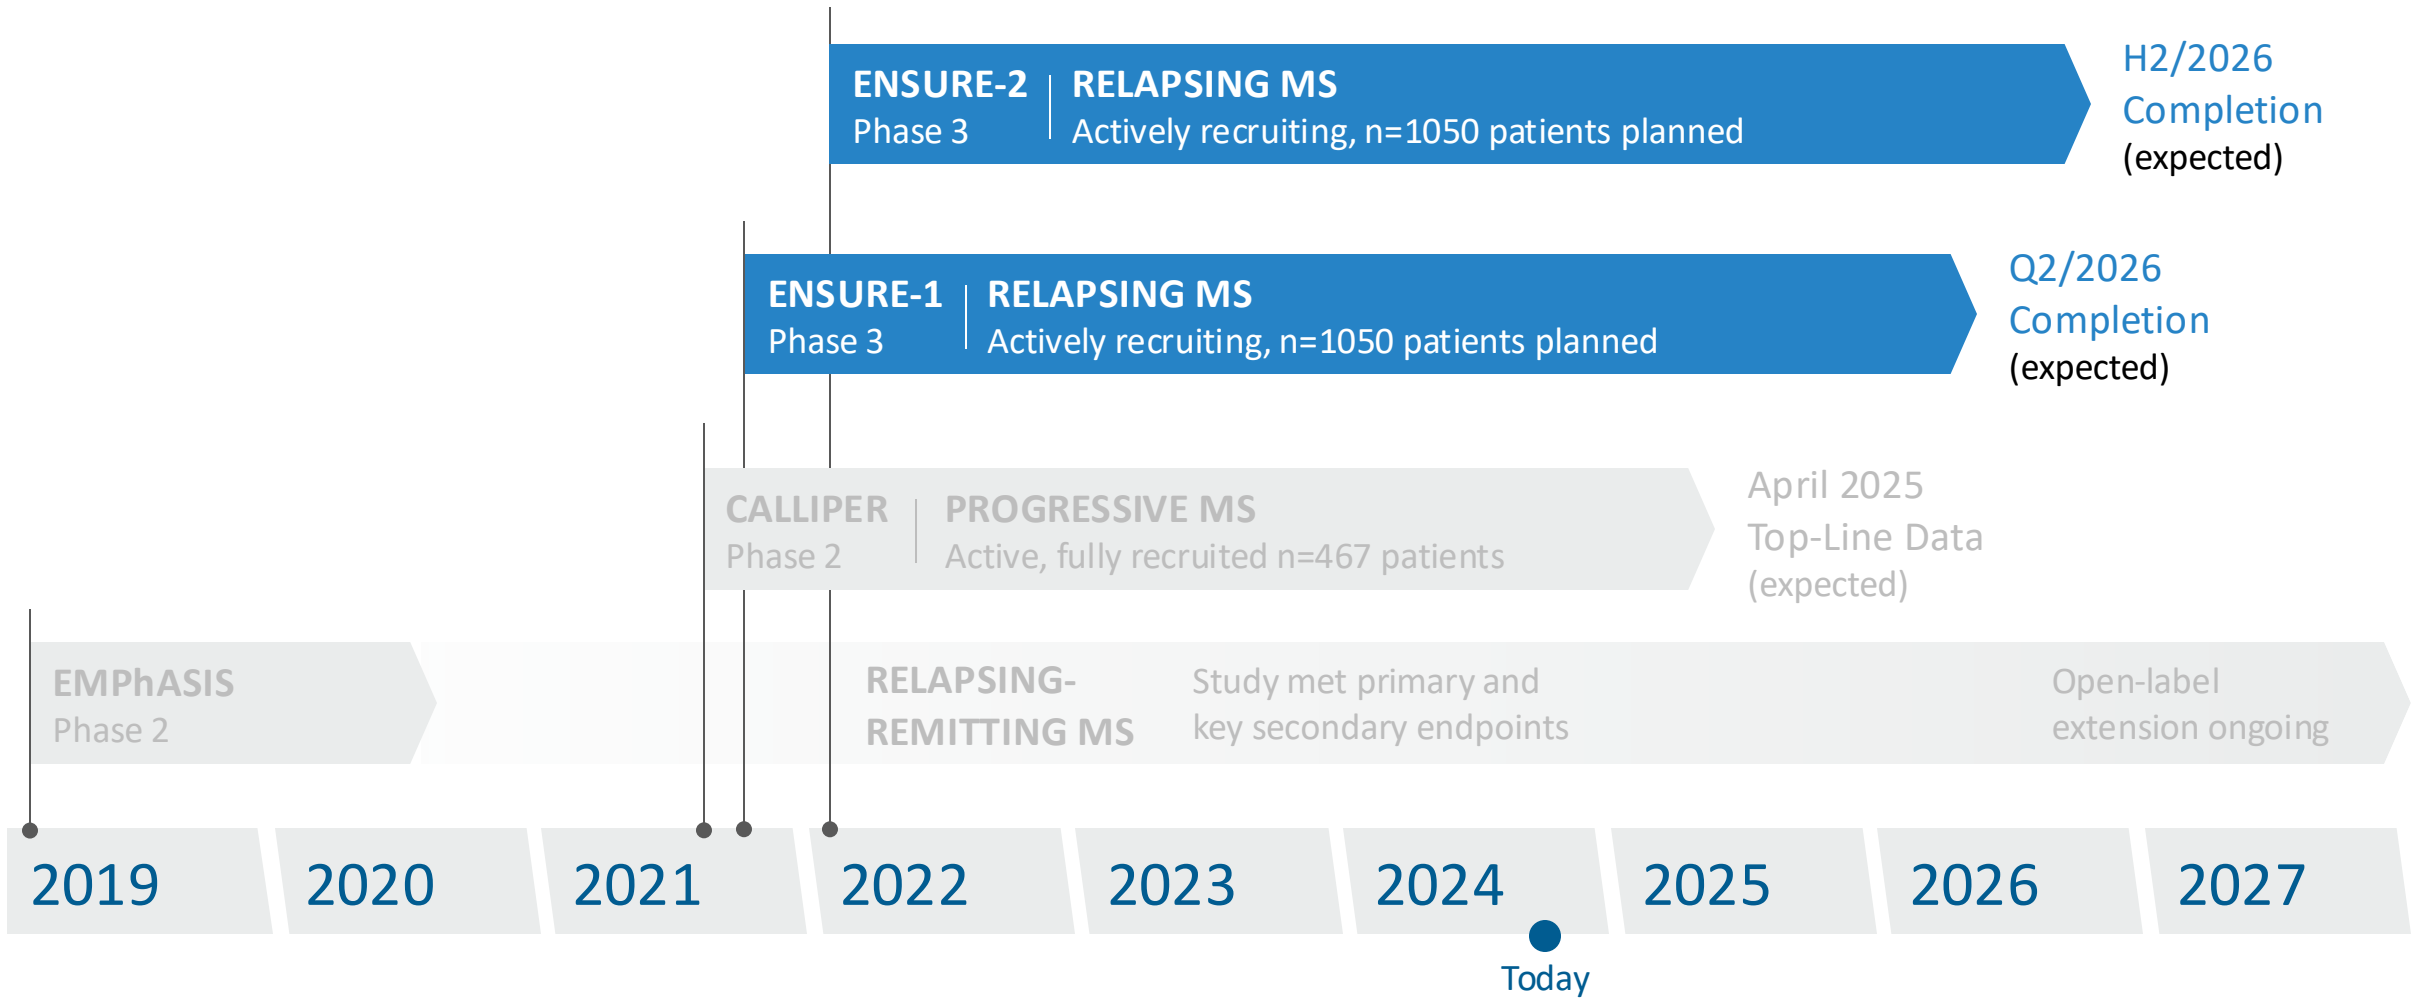 ENSURE-2
Phase 3
RELAPSING MS
Actively recruiting, n=1050 patients planned
H2/2026
Completion
(expected)
ENSURE-1
Phase 3
RELAPSING MS
Actively recruiting, n=1050 patients planned
Q2/2026
Completion
(expected)
CALLIPER
Phase 2
PROGRESSIVE MS
Active, fully recruited n=467 patients
April 2025
Top-Line Data
(expected)
EMPhASIS
Phase 2
RELAPSING-
REMITTING MS
Study met primary and
key secondary endpoints
Open-label
extension ongoing
2019 2020 2021 2022 2023 2024 2025 2026 2027
Today